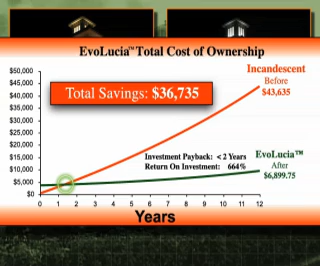 EvoLucia™ Total Cost of Ownership
$50,000
$45,000
$40,000
$35,000
$30,000
$25,000
$20,000
$15,000
$10,000
$5,000
$0
Incandescent
Before
$43,635
Total Savings: $36,735
Investment Payback: < 2 Years
Return On Investment: 664%
EvoLucia™
After
$6,899.75
0 1 2 3 4 5 6 7 8 9 10 11 12
Years